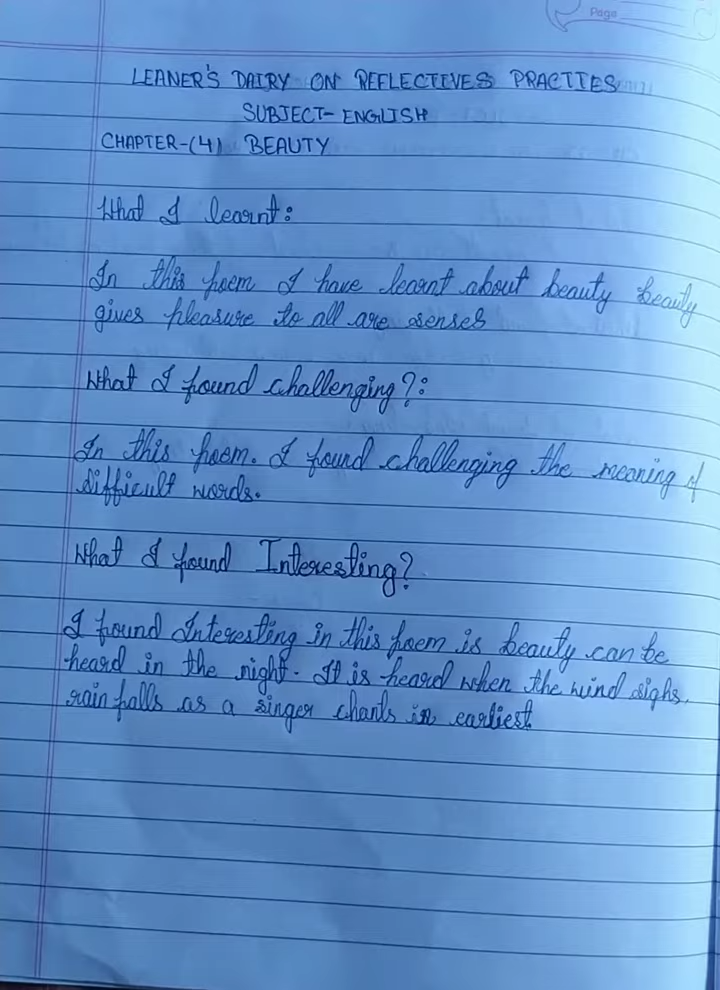 Page
LEANER'S DAIRY ON REFLECTIVES PRACTIES
SUBJECT- ENGLISH
CHAPTER-(4) BEAUTY
What I learnt:
In this poem I have learnt about beauty beauty
gives pleasure to all are senses
What I found challenging?:
In this poem. I found challenging the meaning of
difficult words.
What I found Interesting?
I found Interesting in this poem is beauty can be
heard in the night. It is heard when the wind sighs,
rain falls as a singer chants in earliest